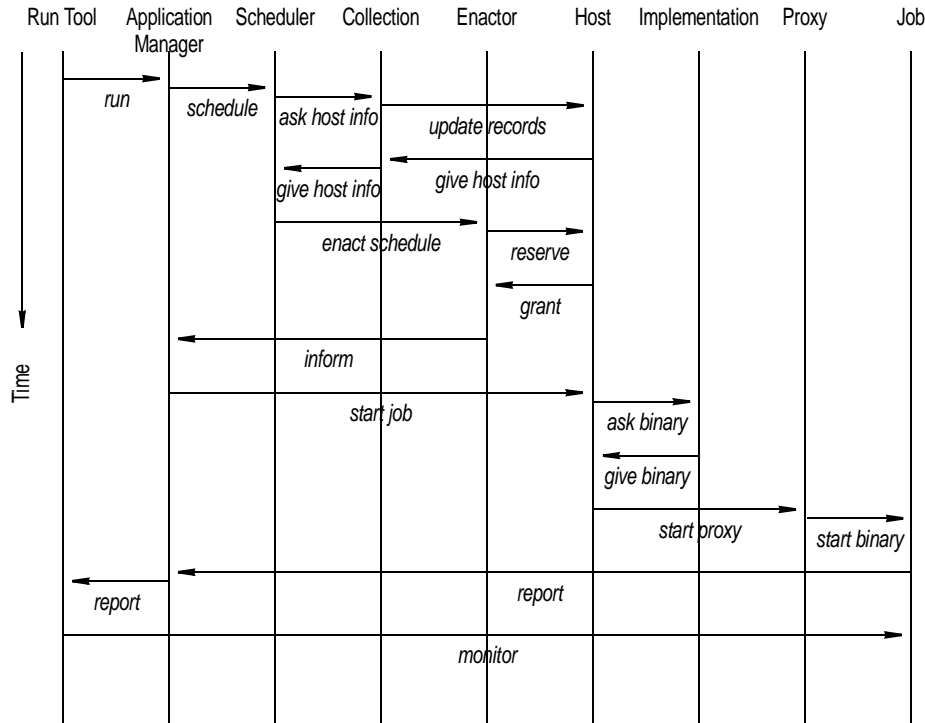 Run Tool
Application
Manager
Scheduler
Collection
Enactor
Host
Implementation
Proxy
Job
run
schedule
ask host info
update records
give host info
give host info
enact schedule
reserve
grant
inform
Time
start job
ask binary
give binary
start proxy
start binary
report
report
monitor